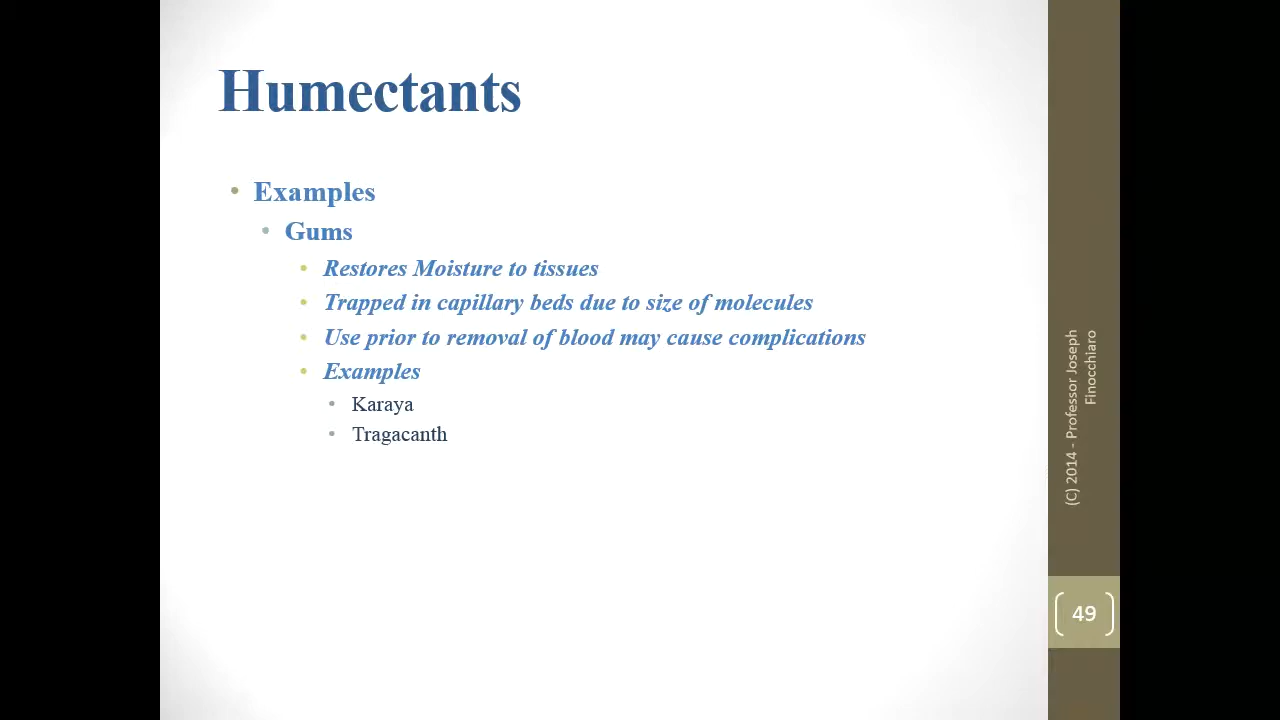 Humectants
• Examples
• Gums
• Restores Moisture to tissues
• Trapped in capillary beds due to size of molecules
• Use prior to removal of blood may cause complications
• Examples
• Karaya
• Tragacanth
(C) 2014 - Professor Joseph
Finocchiaro
49